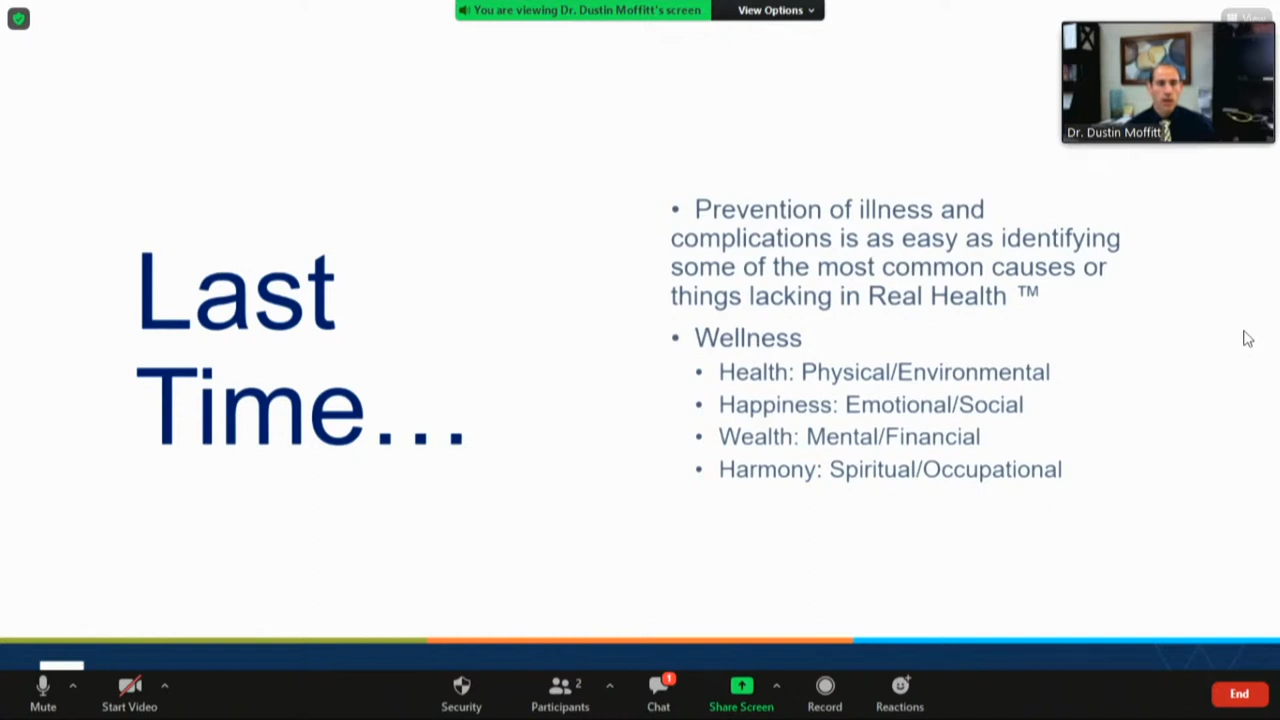 You are viewing Dr. Dustin Moffitt's screen
View Options
View
Dr. Dustin Moffitt
Last
Time...
• Prevention of illness and
complications is as easy as identifying
some of the most common causes or
things lacking in Real Health ™
• Wellness
• Health: Physical/Environmental
• Happiness: Emotional/Social
• Wealth: Mental/Financial
• Harmony: Spiritual/Occupational
Mute
Start Video
Security
Participants
2
Chat
1
Share Screen
Record
Reactions
End